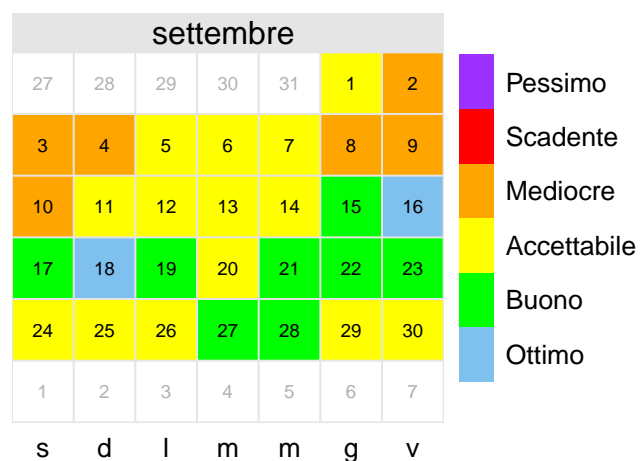 settembre
27 28 29 30 31 1 2
3 4 5 6 7 8 9
10 11 12 13 14 15 16
17 18 19 20 21 22 23
24 25 26 27 28 29 30
1 2 3 4 5 6 7
s d l m m g v
Pessimo
Scadente
Mediocre
Accettabile
Buono
Ottimo